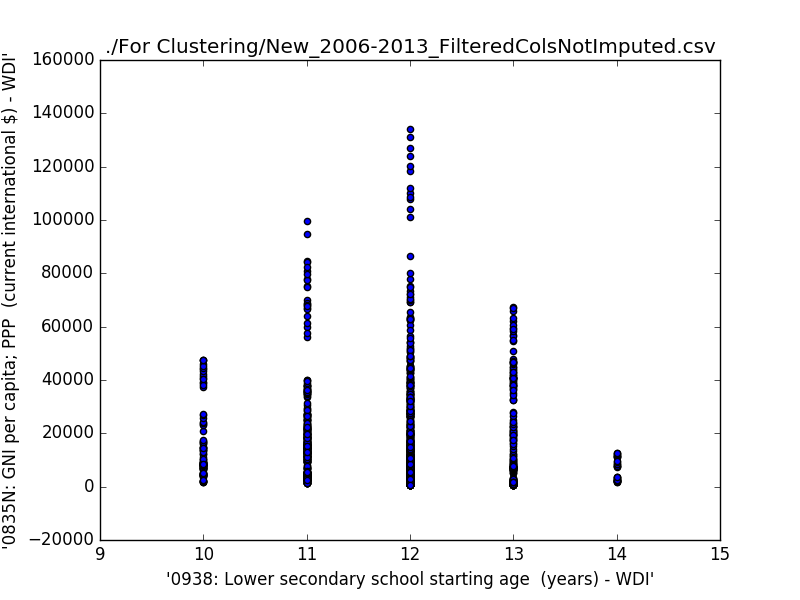 ./For Clustering/New_2006-2013_FilteredColsNotImputed.csv
'0835N: GNI per capita; PPP  (current international $) - WDI'
160000
140000
120000
100000
80000
60000
40000
20000
0
−20000
9 10 11 12 13 14 15
'0938: Lower secondary school starting age  (years) - WDI'